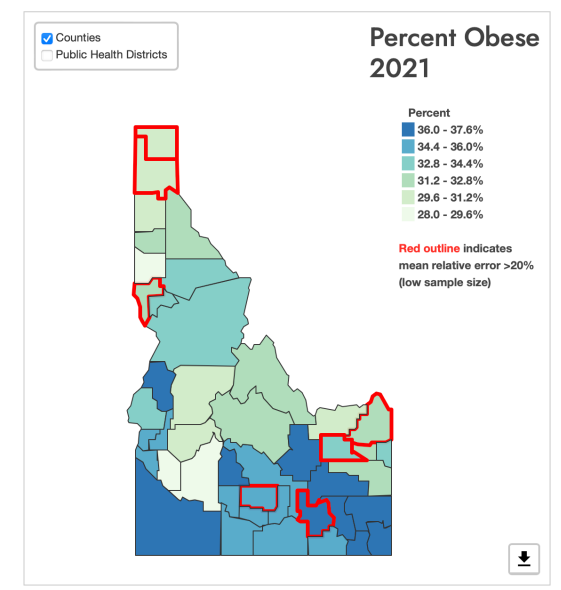 Counties
Public Health Districts
Percent Obese
2021
Percent
36.0 - 37.6%
34.4 - 36.0%
32.8 - 34.4%
31.2 - 32.8%
29.6 - 31.2%
28.0 - 29.6%
Red outline indicates
mean relative error >20%
(low sample size)